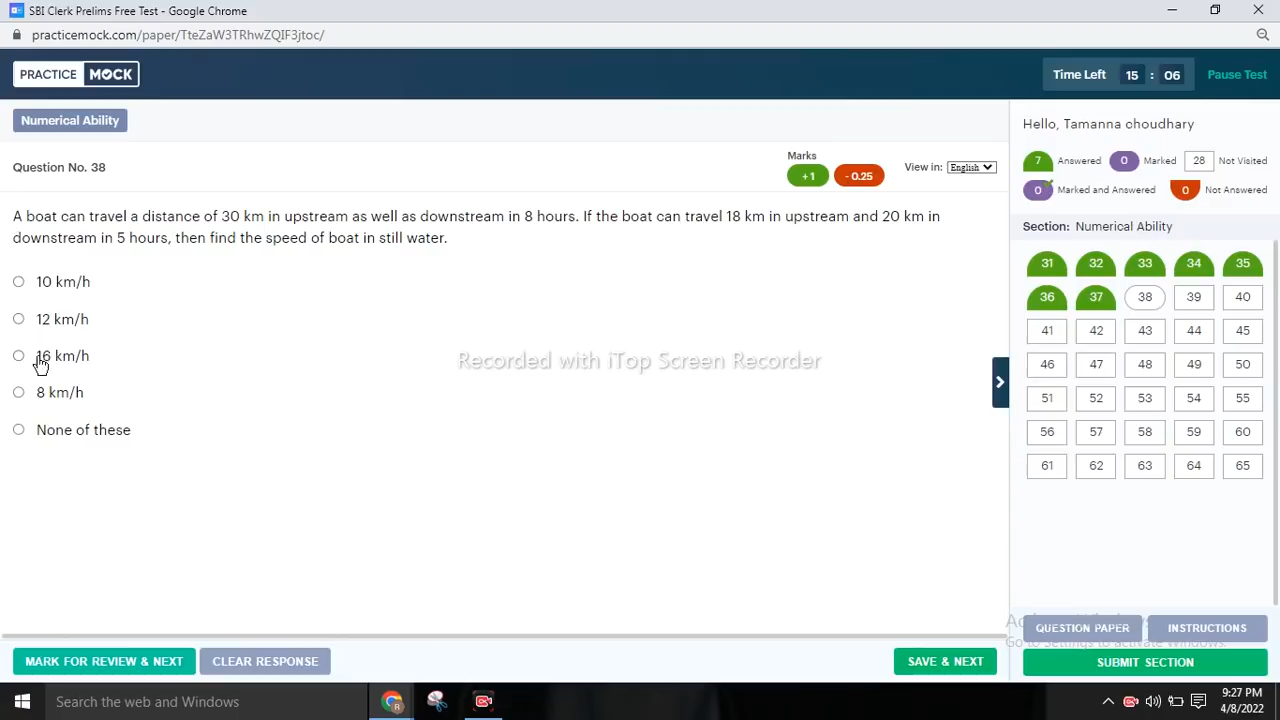 SBI Clerk Prelims Free Test - Google Chrome
practicemock.com/paper/TteZaW3TRhwZQIF3jtoc/
PRACTICE MOCK
Time Left 15 : 06 Pause Test
Numerical Ability
Hello, Tamanna choudhary
Question No. 38
Marks
+ 1 - 0.25
View in: English
7 Answered 0 Marked 28 Not Visited
0 Marked and Answered 0 Not Answered
Section: Numerical Ability
A boat can travel a distance of 30 km in upstream as well as downstream in 8 hours. If the boat can travel 18 km in upstream and 20 km in
downstream in 5 hours, then find the speed of boat in still water.
10 km/h
12 km/h
16 km/h
8 km/h
None of these
31 32 33 34 35
36 37 38 39 40
41 42 43 44 45
46 47 48 49 50
51 52 53 54 55
56 57 58 59 60
61 62 63 64 65
Recorded with iTop Screen Recorder
QUESTION PAPER INSTRUCTIONS
Go to Settings to activate Windows.
MARK FOR REVIEW & NEXT CLEAR RESPONSE SAVE & NEXT
SUBMIT SECTION
Search the web and Windows
9:27 PM
4/8/2022